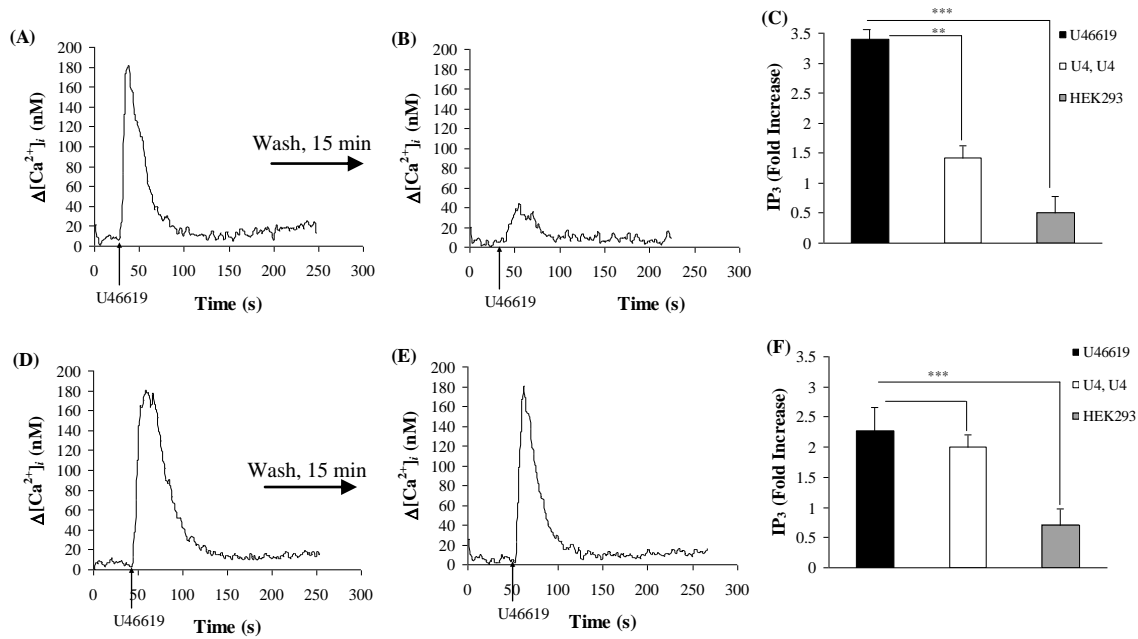 (A)
Δ[Ca²⁺]ᵢ (nM)
200
180
160
140
120
100
80
60
40
20
0
0 50 100 150 200 250 300
U46619
Time (s)
Wash, 15 min
(B)
Δ[Ca²⁺]ᵢ (nM)
200
180
160
140
120
100
80
60
40
20
0
0 50 100 150 200 250 300
U46619
Time (s)
(C)
IP₃ (Fold Increase)
3.5
3
2.5
2
1.5
1
0.5
0
***
**
U46619
U4, U4
HEK293
(D)
Δ[Ca²⁺]ᵢ (nM)
200
180
160
140
120
100
80
60
40
20
0
0 50 100 150 200 250 300
U46619
Time (s)
Wash, 15 min
(E)
Δ[Ca²⁺]ᵢ (nM)
200
180
160
140
120
100
80
60
40
20
0
0 50 100 150 200 250 300
U46619
Time (s)
(F)
IP₃ (Fold Increase)
3.5
3
2.5
2
1.5
1
0.5
0
***
U46619
U4, U4
HEK293